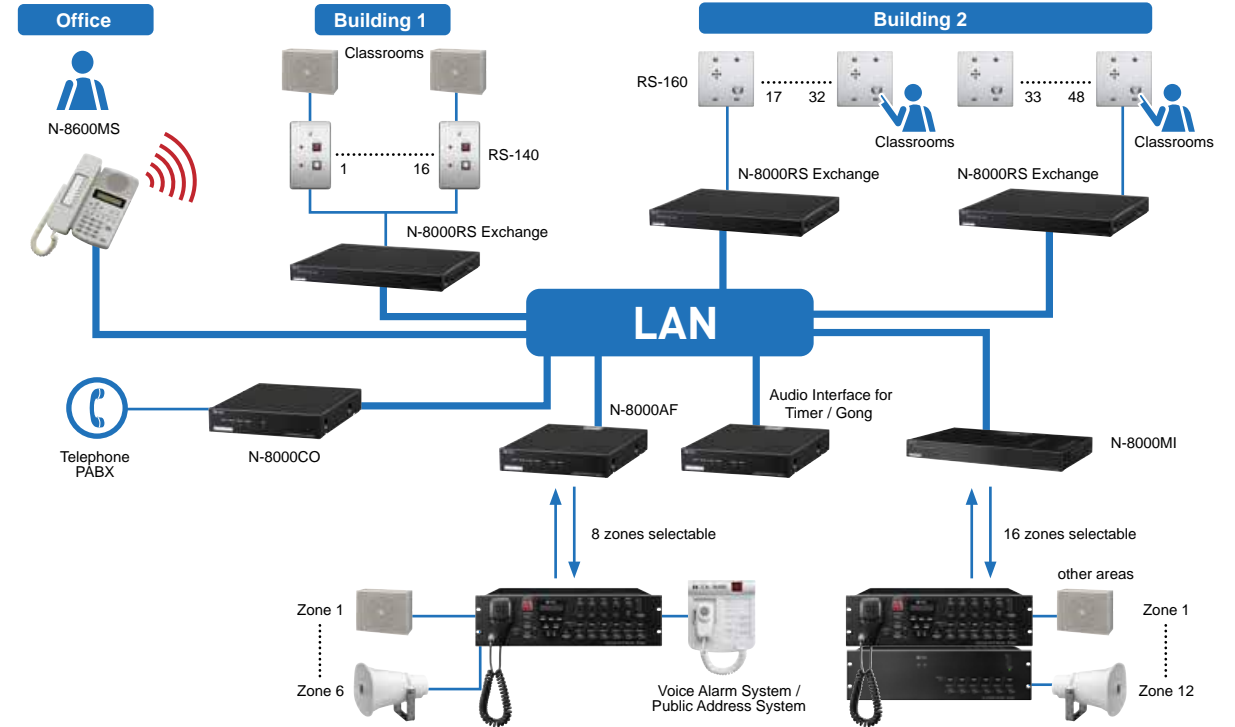 Office
Building 1
Building 2
Classrooms
N-8600MS
RS-160
17
32
33
48
RS-140
1
16
Classrooms
Classrooms
N-8000RS Exchange
N-8000RS Exchange
N-8000RS Exchange
LAN
Audio Interface for
Timer / Gong
N-8000AF
N-8000MI
Telephone
PABX
N-8000CO
8 zones selectable
16 zones selectable
other areas
Zone 1
Zone 1
Zone 6
Zone 12
Voice Alarm System /
Public Address System